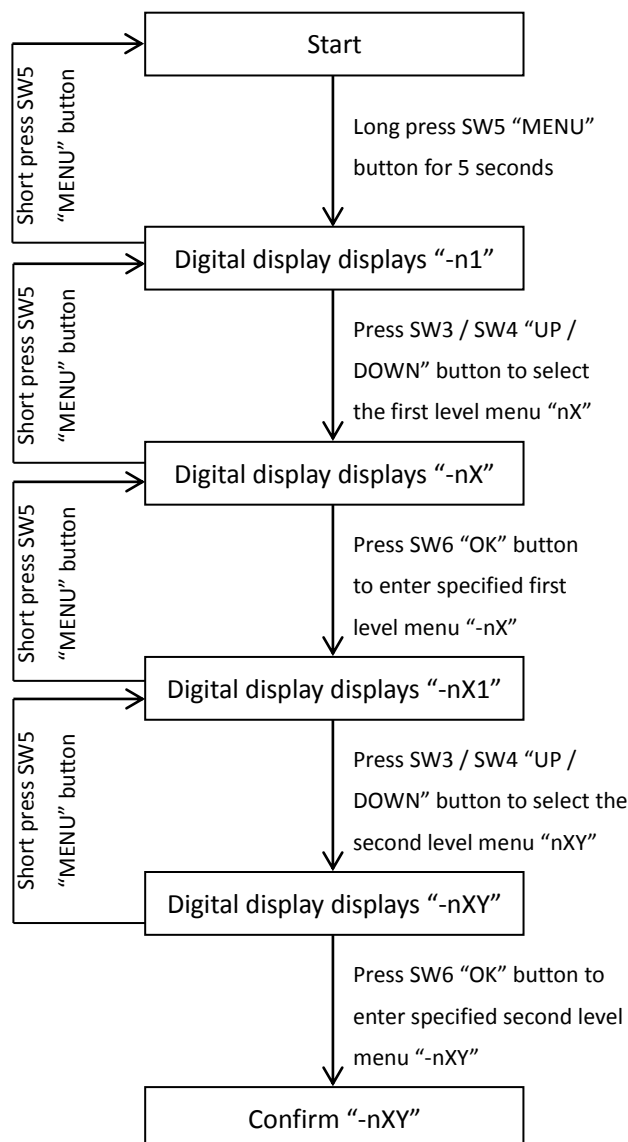 Start
Short press SW5
“MENU” button
Long press SW5 “MENU”
button for 5 seconds
Digital display displays “-n1”
Short press SW5
“MENU” button
Press SW3 / SW4 “UP /
DOWN” button to select
the first level menu “nX”
Digital display displays “-nX”
Short press SW5
“MENU” button
Press SW6 “OK” button
to enter specified first
level menu “-nX”
Digital display displays “-nX1”
Short press SW5
“MENU” button
Press SW3 / SW4 “UP /
DOWN” button to select the
second level menu “nXY”
Digital display displays “-nXY”
Press SW6 “OK” button to
enter specified second level
menu “-nXY”
Confirm “-nXY”